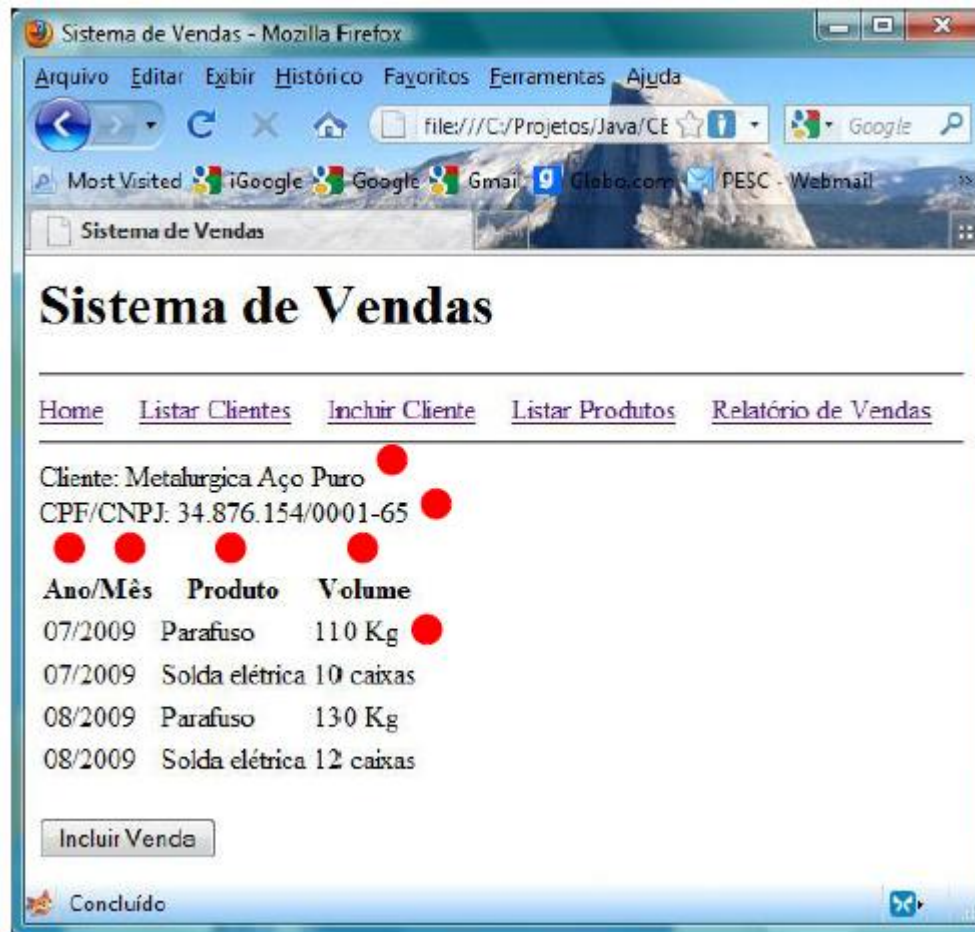 Sistema de Vendas - Mozilla Firefox
Arquivo Editar Exibir Histórico Favoritos Ferramentas Ajuda
file:///C:/Projetos/Java/CE Google
Most Visited iGoogle Google Gmail Globo.com PESC - Webmail
Sistema de Vendas
Sistema de Vendas
Home Listar Clientes Incluir Cliente Listar Produtos Relatório de Vendas
Cliente: Metalurgica Aço Puro
CPF/CNPJ: 34.876.154/0001-65
Ano/Mês Produto Volume
07/2009 Parafuso 110 Kg
07/2009 Solda elétrica 10 caixas
08/2009 Parafuso 130 Kg
08/2009 Solda elétrica 12 caixas
Incluir Venda
Concluído